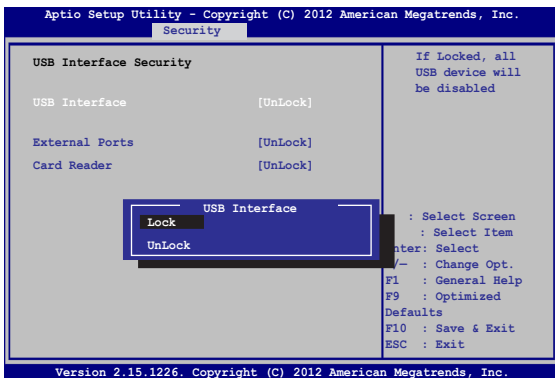 Aptio Setup Utility - Copyright (C) 2012 American Megatrends, Inc.
Security
USB Interface Security
USB Interface [UnLock]
External Ports [UnLock]
Card Reader [UnLock]
If Locked, all
USB device will
be disabled
USB Interface
Lock
UnLock
: Select Screen
: Select Item
nter: Select
/— : Change Opt.
F1 : General Help
F9 : Optimized
Defaults
F10 : Save & Exit
ESC : Exit
Version 2.15.1226. Copyright (C) 2012 American Megatrends, Inc.